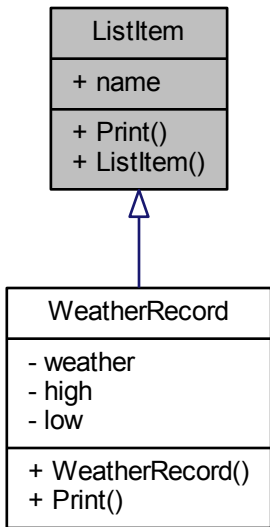 ListItem
+ name
+ Print()
+ ListItem()
WeatherRecord
- weather
- high
- low
+ WeatherRecord()
+ Print()